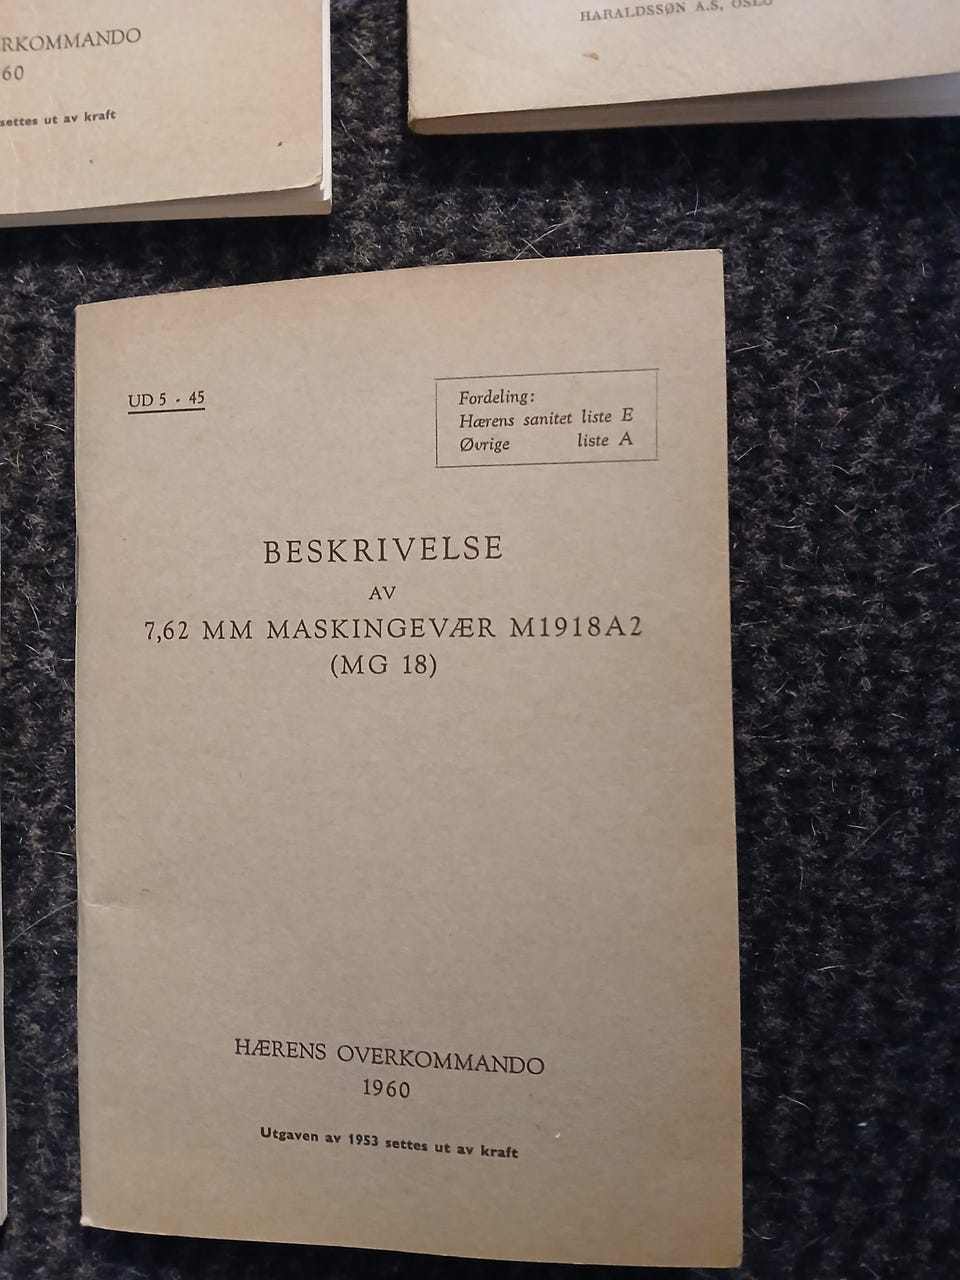 RKOMMANDO
60
settes ut av kraft
HARALDSSØN A.S, OSLO
UD 5 - 45
Fordeling:
Hærens sanitet liste E
Øvrige liste A
BESKRIVELSE
AV
7,62 MM MASKINGEVÆR M1918A2
(MG 18)
HÆRENS OVERKOMMANDO
1960
Utgaven av 1953 settes ut av kraft